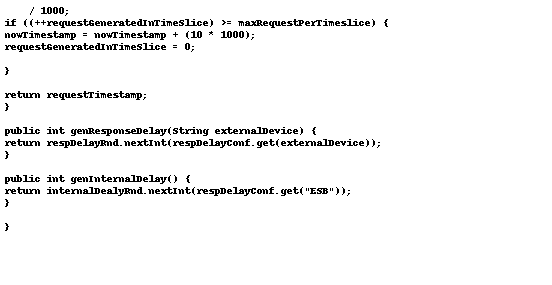 / 1000;
if ((++requestGeneratedInTimeSlice) >= maxRequestPerTimeslice) {
nowTimestamp = nowTimestamp + (10 * 1000);
requestGeneratedInTimeSlice = 0;
}
return requestTimestamp;
}
public int genResponseDelay(String externalDevice) {
return respDelayRnd.nextInt(respDelayConf.get(externalDevice));
}
public int genInternalDelay() {
return internalDealyRnd.nextInt(respDelayConf.get("ESB"));
}
}